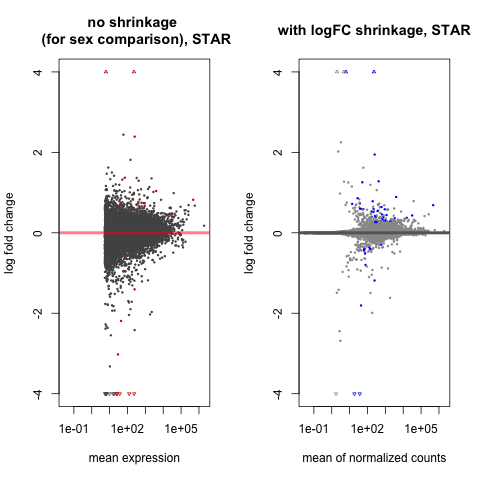 no shrinkage
(for sex comparison), STAR
4
2
0
-2
-4
log fold change
1e-01
1e+02
1e+05
mean expression
with logFC shrinkage, STAR
4
2
0
-2
-4
log fold change
1e-01
1e+02
1e+05
mean of normalized counts